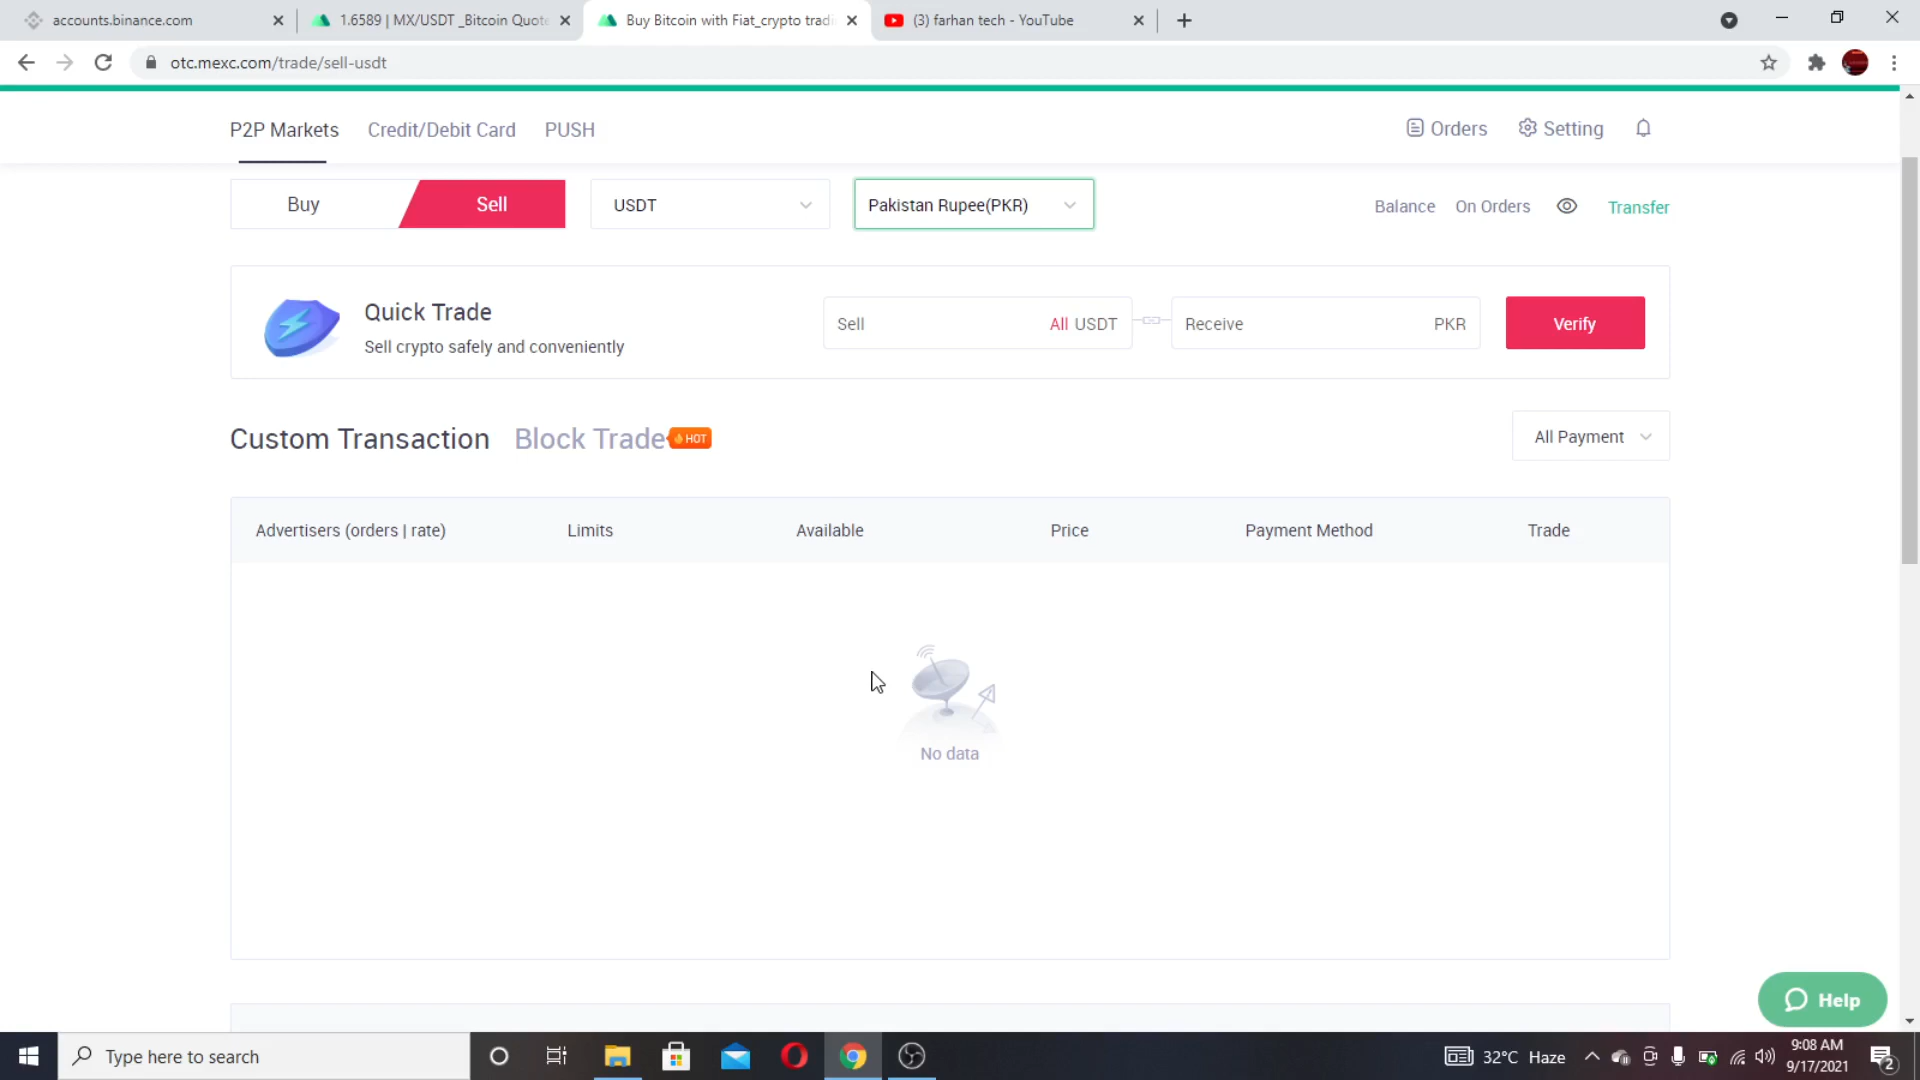 accounts.binance.com
1.6589 | MX/USDT _Bitcoin Quote
Buy Bitcoin with Fiat_crypto tradi
(3) farhan tech - YouTube
otc.mexc.com/trade/sell-usdt
P2P Markets Credit/Debit Card PUSH Orders Setting
Buy Sell USDT Pakistan Rupee(PKR) Balance On Orders Transfer
Quick Trade
Sell crypto safely and conveniently
Sell All USDT Receive PKR Verify
Custom Transaction Block Trade HOT All Payment
Advertisers (orders | rate) Limits Available Price Payment Method Trade
No data
Help
Type here to search
32°C Haze
9:08 AM
9/17/2021
2